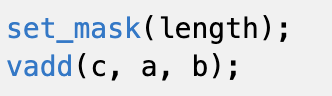 set_mask(length);
vadd(c, a, b);